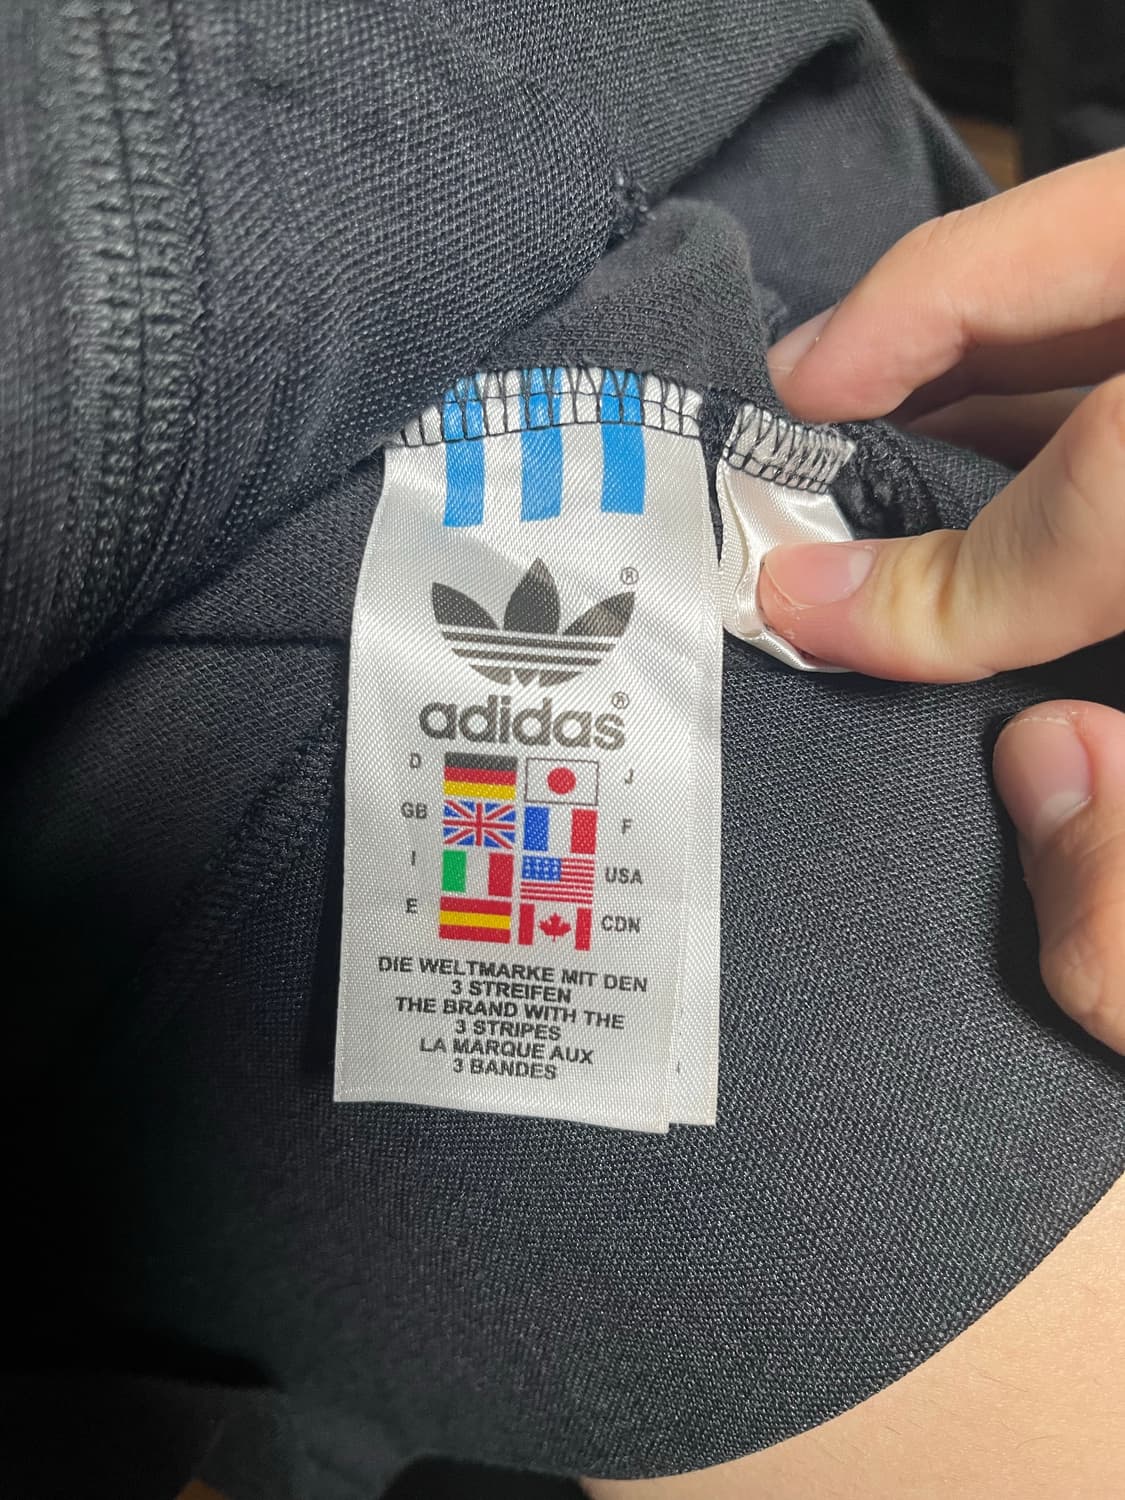 ®
adidas®
D J
GB F
I USA
E CDN
DIE WELTMARKE MIT DEN
3 STREIFEN
THE BRAND WITH THE
3 STRIPES
LA MARQUE AUX
3 BANDES